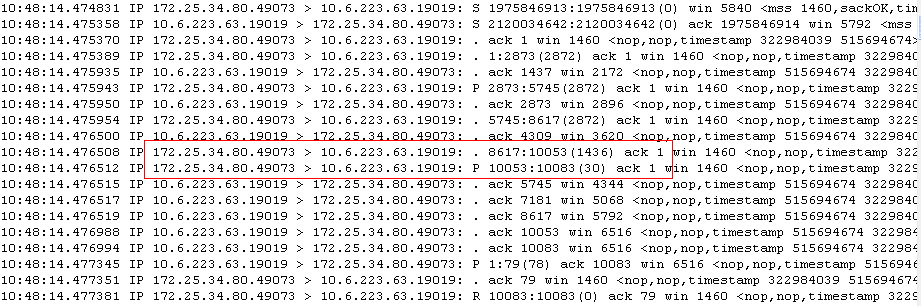 10:48:14.474831 IP 172.25.34.80.49073 > 10.6.223.63.19019: S 1975846913:1975846913(0) win 5840 <mss 1460,sackOK,tim
10:48:14.475358 IP 10.6.223.63.19019 > 172.25.34.80.49073: S 2120034642:2120034642(0) ack 1975846914 win 5792 <mss
10:48:14.475370 IP 172.25.34.80.49073 > 10.6.223.63.19019: . ack 1 win 1460 <nop,nop,timestamp 322984039 515694674>
10:48:14.475389 IP 172.25.34.80.49073 > 10.6.223.63.19019: . 1:2873(2872) ack 1 win 1460 <nop,nop,timestamp 3229840
10:48:14.475935 IP 10.6.223.63.19019 > 172.25.34.80.49073: . ack 1437 win 2172 <nop,nop,timestamp 515694674 3229840
10:48:14.475940 IP 172.25.34.80.49073 > 10.6.223.63.19019: P 2873:5745(2872) ack 1 win 1460 <nop,nop,timestamp 3229
10:48:14.475950 IP 10.6.223.63.19019 > 172.25.34.80.49073: . ack 2873 win 2896 <nop,nop,timestamp 515694674 3229840
10:48:14.475954 IP 172.25.34.80.49073 > 10.6.223.63.19019: . 5745:8617(2872) ack 1 win 1460 <nop,nop,timestamp 3229
10:48:14.476500 IP 10.6.223.63.19019 > 172.25.34.80.49073: . ack 4309 win 3620 <nop,nop,timestamp 515694674 3229840
10:48:14.476508 IP 172.25.34.80.49073 > 10.6.223.63.19019: . 8617:10053(1436) ack 1 win 1460 <nop,nop,timestamp 322
10:48:14.476512 IP 172.25.34.80.49073 > 10.6.223.63.19019: P 10053:10083(30) ack 1 win 1460 <nop,nop,timestamp 3229
10:48:14.476515 IP 10.6.223.63.19019 > 172.25.34.80.49073: . ack 5745 win 4344 <nop,nop,timestamp 515694674 3229840
10:48:14.476517 IP 10.6.223.63.19019 > 172.25.34.80.49073: . ack 7181 win 5068 <nop,nop,timestamp 515694674 3229840
10:48:14.476519 IP 10.6.223.63.19019 > 172.25.34.80.49073: . ack 8617 win 5792 <nop,nop,timestamp 515694674 3229840
10:48:14.476988 IP 10.6.223.63.19019 > 172.25.34.80.49073: . ack 10053 win 6516 <nop,nop,timestamp 515694674 322984
10:48:14.476994 IP 10.6.223.63.19019 > 172.25.34.80.49073: . ack 10083 win 6516 <nop,nop,timestamp 515694674 322984
10:48:14.477345 IP 10.6.223.63.19019 > 172.25.34.80.49073: P 1:79(78) ack 10083 win 6516 <nop,nop,timestamp 5156946
10:48:14.477351 IP 172.25.34.80.49073 > 10.6.223.63.19019: . ack 79 win 1460 <nop,nop,timestamp 322984041 515694674
10:48:14.477381 IP 172.25.34.80.49073 > 10.6.223.63.19019: R 10083:10083(0) ack 79 win 1460 <nop,nop,timestamp 3229